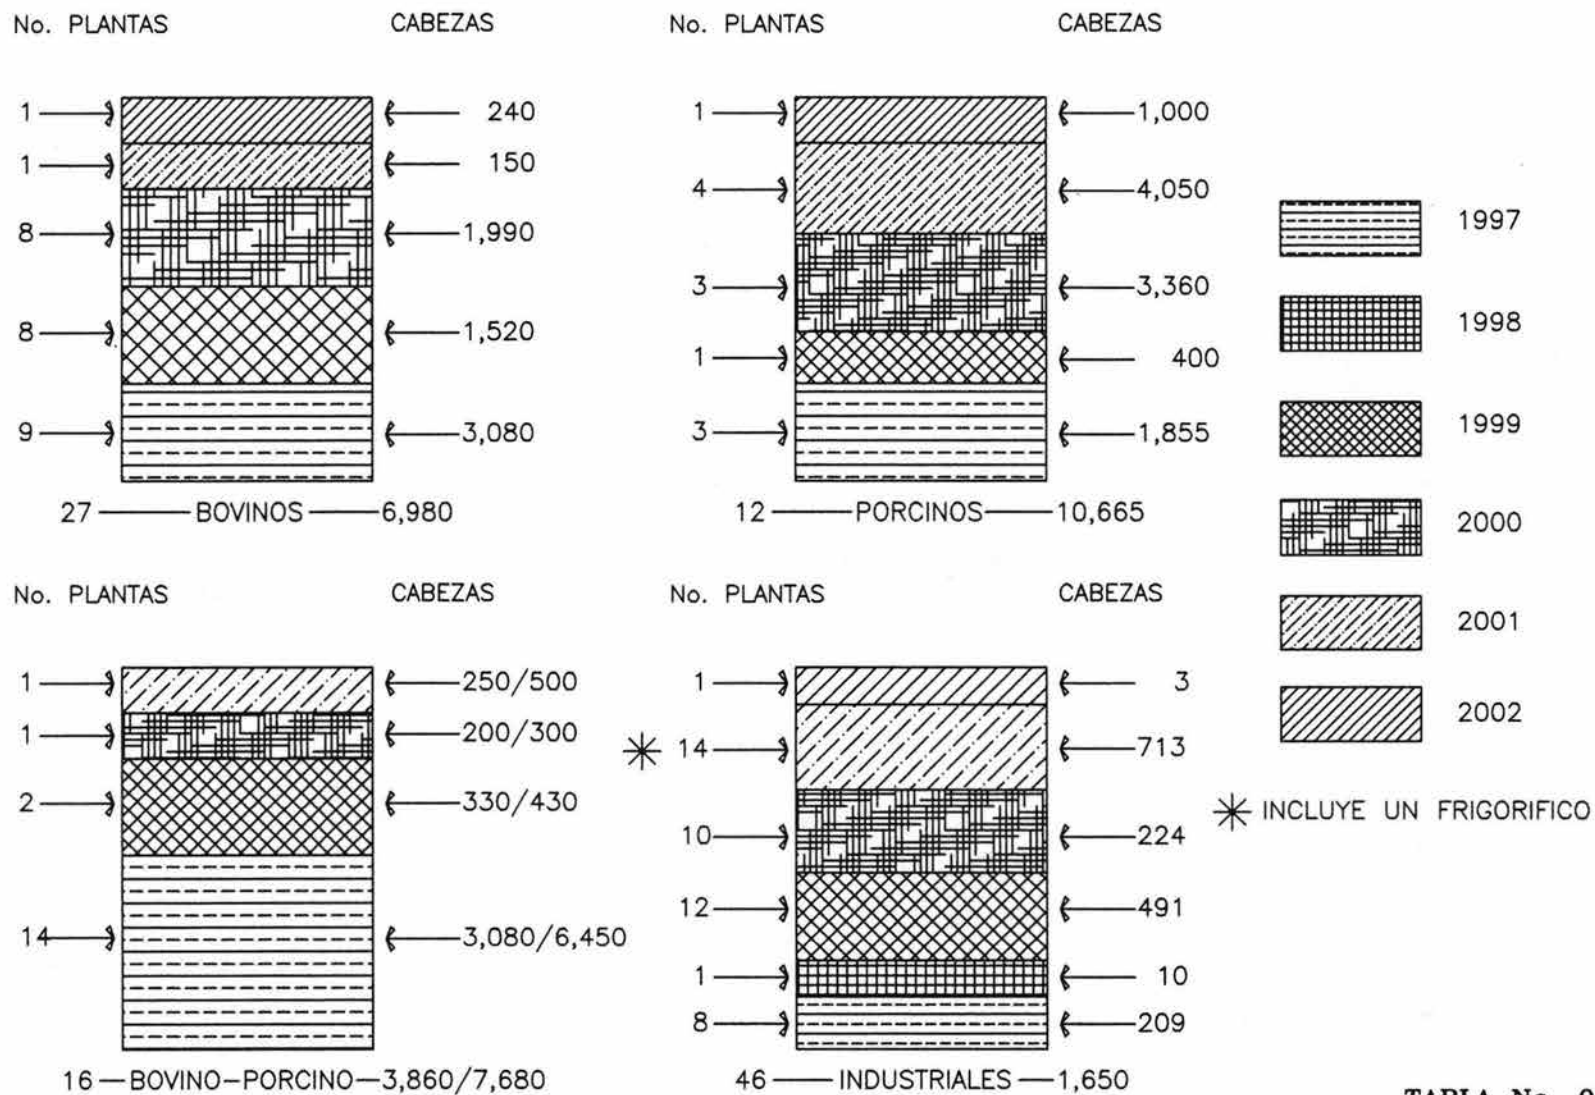 No. PLANTAS CABEZAS
1 240
1 150
8 1,990
8 1,520
9 3,080
27 BOVINOS 6,980
No. PLANTAS CABEZAS
1 1,000
4 4,050
3 3,360
1 400
3 1,855
12 PORCINOS 10,665
No. PLANTAS CABEZAS
1 250/500
1 200/300
2 330/430
14 3,080/6,450
16 BOVINO-PORCINO 3,860/7,680
No. PLANTAS CABEZAS
1 3
14 713
10 224
12 491
1 10
8 209
46 INDUSTRIALES 1,650
1997
1998
1999
2000
2001
2002
INCLUYE UN FRIGORIFICO
TABLA No.